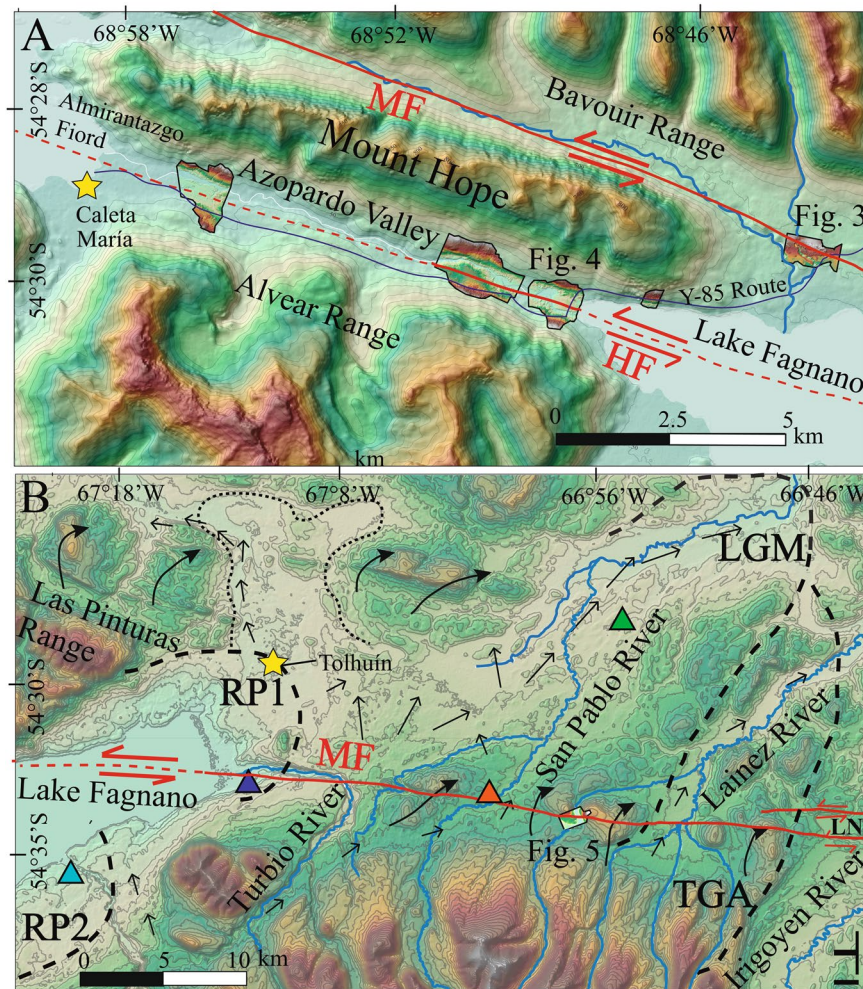 A
68°58'W
68°52'W
68°46'W
54°28'S
54°30'S
MF
Bavouir Range
Almirantazgo
Fiord
Mount Hope
Caleta
María
Azopardo Valley
Fig. 3
Fig. 4
Y-85 Route
Alvear Range
Lake Fagnano
HF
0
2.5
5
km
km
B
67°18'W
67°8'W
66°56'W
66°46'W
LGM
Las Pinturas
Range
Tolhuín
RP1
54°30'S
San Pablo River
Lainez River
MF
Lake Fagnano
LN
54°35'S
Turbio River
Fig. 5
TGA
RP2
Irigoyen River
0
5
10 km